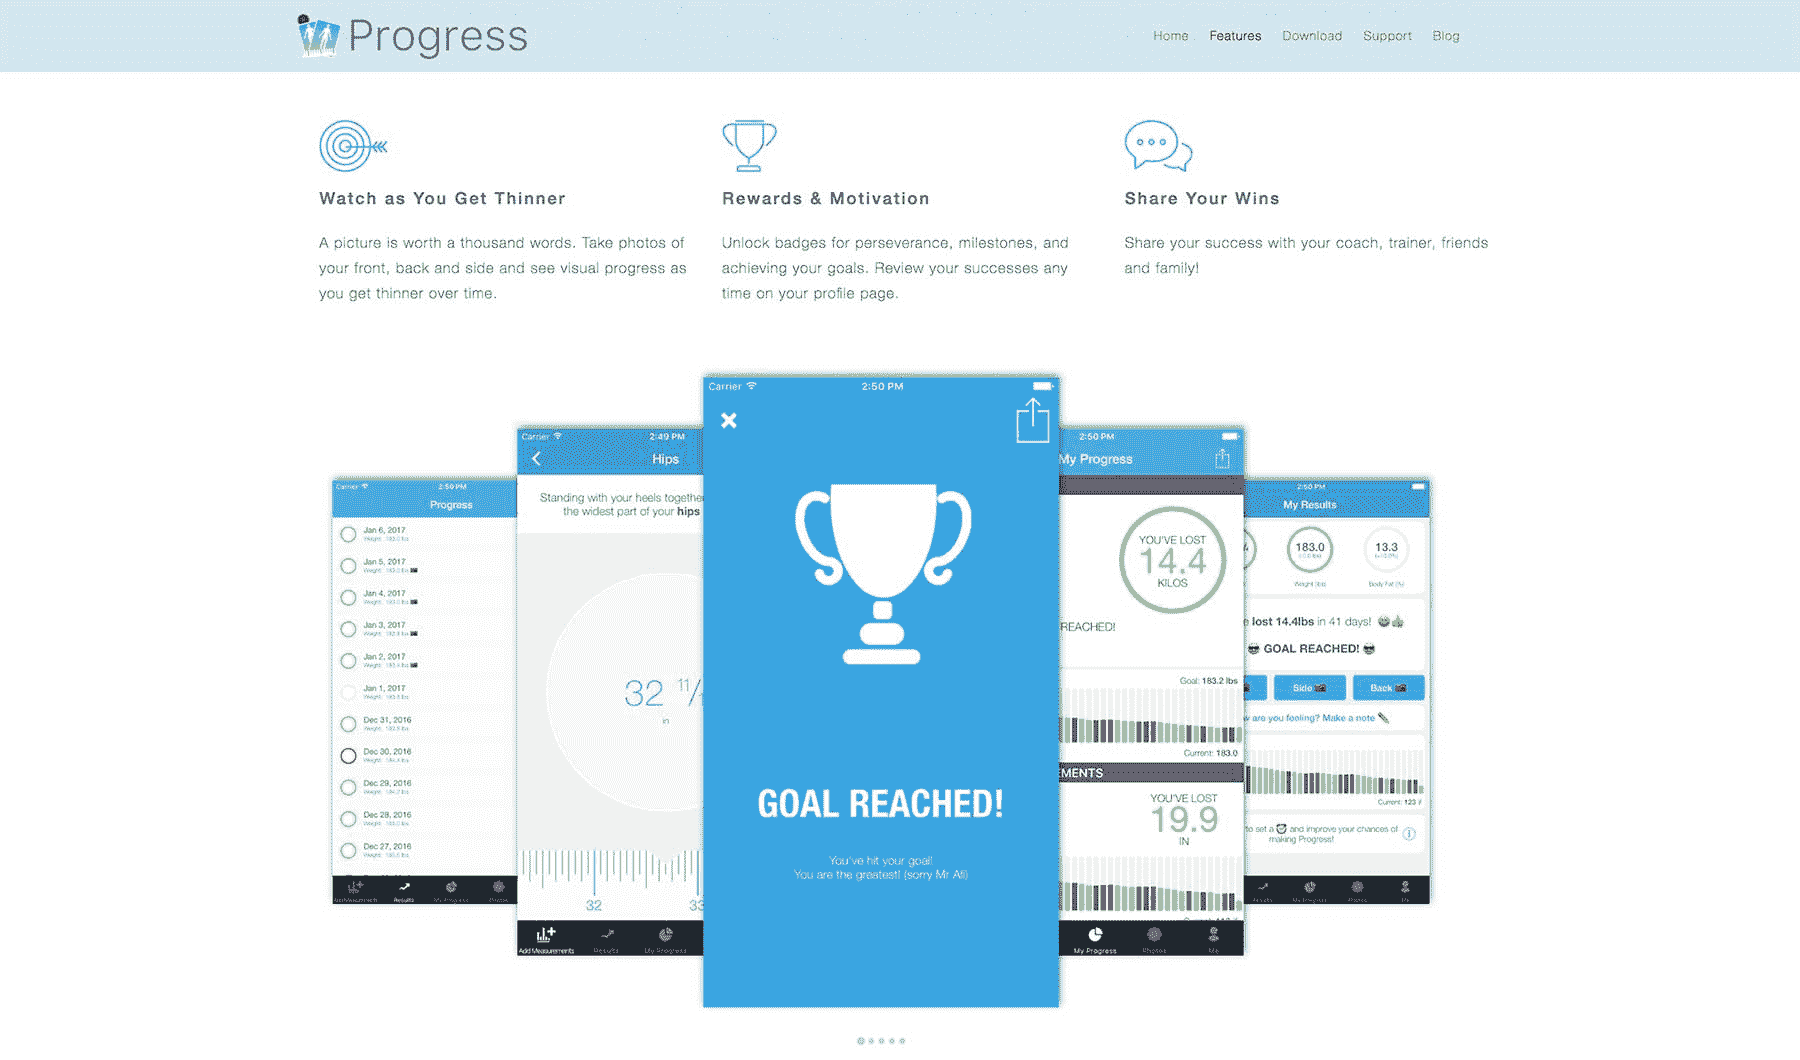 Progress
Home Features Download Support Blog
Watch as You Get Thinner
A picture is worth a thousand words. Take photos of
your front, back and side and see visual progress as
you get thinner over time.
Rewards & Motivation
Unlock badges for perseverance, milestones, and
achieving your goals. Review your successes any
time on your profile page.
Share Your Wins
Share your success with your coach, trainer, friends
and family!
Carrier 2:50 PM
Progress
Jan 6, 2017
Jan 5, 2017
Jan 4, 2017
Jan 3, 2017
Jan 2, 2017
Jan 1, 2017
Dec 31, 2016
Dec 30, 2016
Dec 29, 2016
Dec 28, 2016
Dec 27, 2016
Results My Progress
Carrier 2:49 PM
Hips
Standing with your heels together
the widest part of your hips
32 11/
in
32 33
Add Measurements Results My Progress
Carrier 2:50 PM
GOAL REACHED!
You've hit your goal!
You are the greatest! (sorry Mr Ali)
2:50 PM
My Progress
YOU'VE LOST
14.4
KILOS
REACHED!
Goal: 183.2 lbs
Current: 183.0
EMENTS
YOU'VE LOST
19.9
IN
My Progress Photos Me
2:50 PM
My Results
183.0 13.3
Weight (lbs) Body Fat (%)
lost 14.4lbs in 41 days!
GOAL REACHED!
Side Back
w are you feeling? Make a note
Current: 123
to set a and improve your chances of
making Progress!